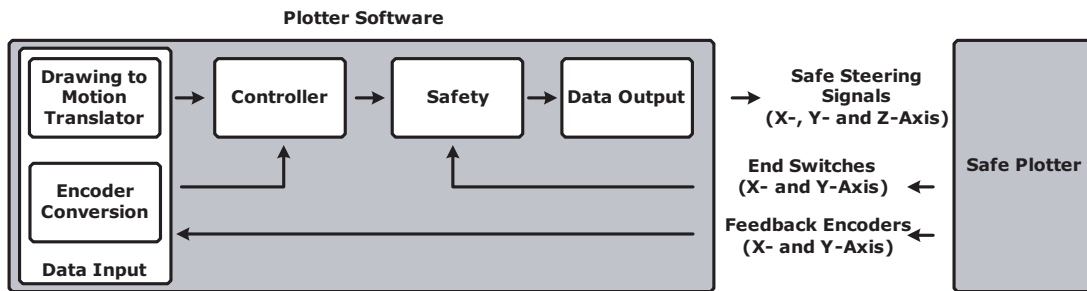 Plotter Software
Drawing to
Motion
Translator
Controller
Safety
Data Output
Safe Steering
Signals
(X-, Y- and Z-Axis)
Encoder
Conversion
End Switches
(X- and Y-Axis)
Safe Plotter
Feedback Encoders
(X- and Y-Axis)
Data Input